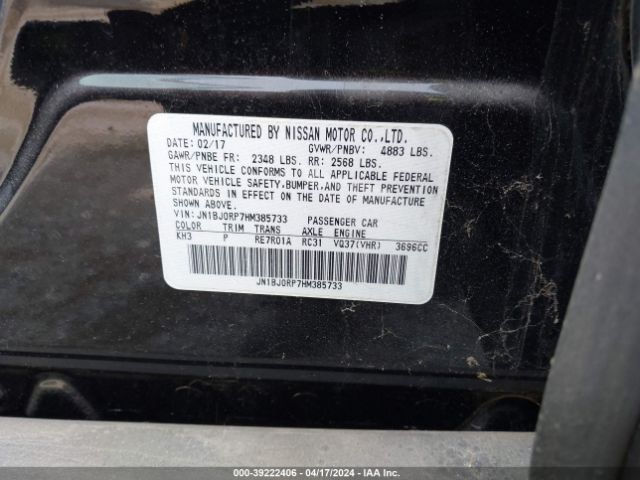 MANUFACTURED BY NISSAN MOTOR CO.,LTD.
DATE: 02/17 GVWR/PNBV: 4883 LBS.
GAWR/PNBE FR: 2348 LBS. RR: 2568 LBS.
THIS VEHICLE CONFORMS TO ALL APPLICABLE FEDERAL
MOTOR VEHICLE SAFETY,BUMPER,AND THEFT PREVENTION
STANDARDS IN EFFECT ON THE DATE OF MANUFACTURE
SHOWN ABOVE.
VIN: JN1BJ0RP7HM385733 PASSENGER CAR
COLOR TRIM TRANS AXLE ENGINE
KH3 P RE7R01A RC31 VQ37(VHR) 3696CC
JN1BJ0RP7HM385733
000-39222406 - 04/17/2024 - IAA Inc.